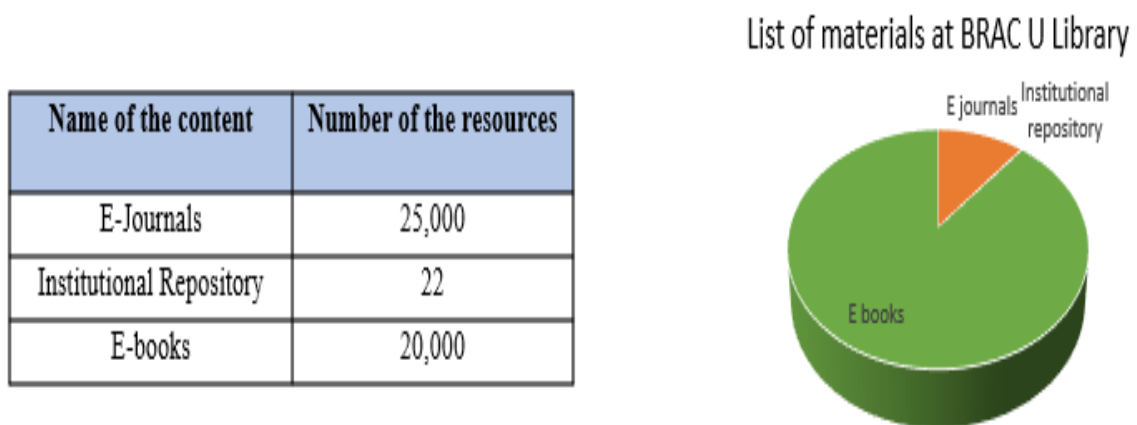 List of materials at BRAC U Library
Name of the content Number of the resources
E-Journals 25,000
Institutional Repository 22
E-books 20,000
E journals
Institutional
repository
E books